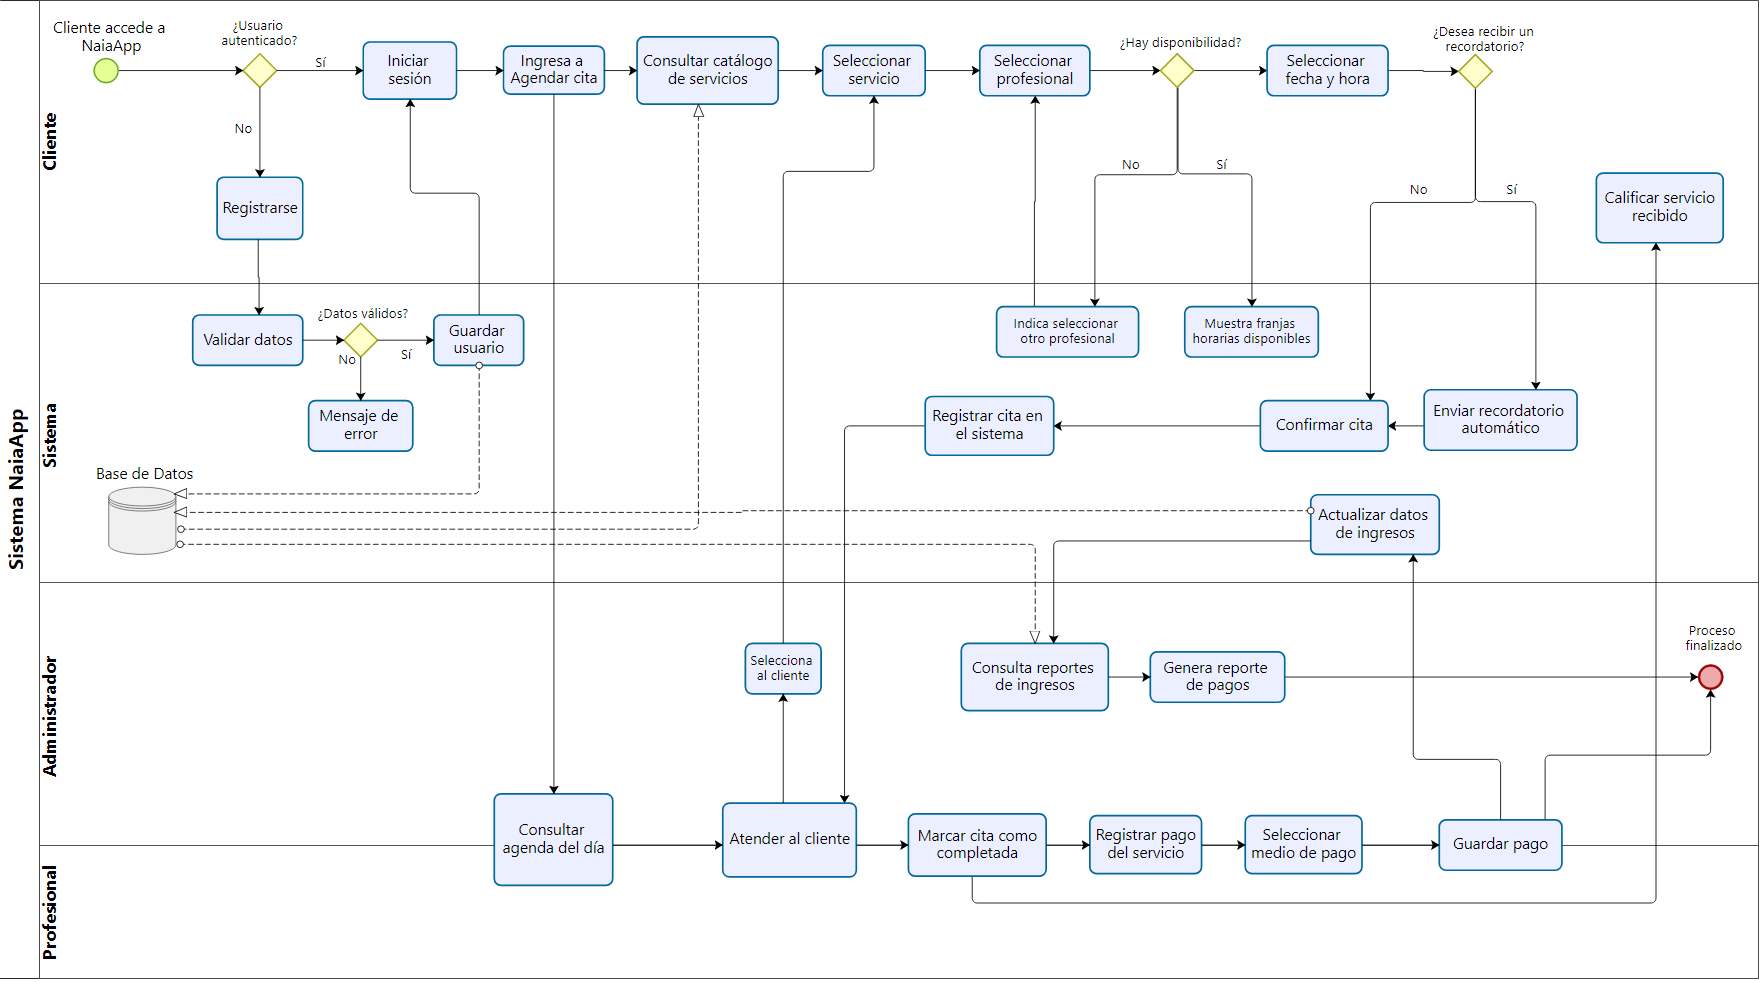 Sistema NaiaApp
Cliente
Cliente accede a
NaiaApp
¿Usuario
autenticado?
Sí
No
Iniciar
sesión
Ingresa a
Agendar cita
Consultar catálogo
de servicios
Seleccionar
servicio
Seleccionar
profesional
¿Hay disponibilidad?
No
Sí
Seleccionar
fecha y hora
¿Desea recibir un
recordatorio?
No
Sí
Registrarse
Calificar servicio
recibido
Sistema
Validar datos
¿Datos válidos?
No
Sí
Guardar
usuario
Mensaje de
error
Indica seleccionar
otro profesional
Muestra franjas
horarias disponibles
Registrar cita en
el sistema
Confirmar cita
Enviar recordatorio
automático
Base de Datos
Actualizar datos
de ingresos
Administrador
Selecciona
al cliente
Consulta reportes
de ingresos
Genera reporte
de pagos
Proceso
finalizado
Consultar
agenda del día
Atender al cliente
Marcar cita como
completada
Registrar pago
del servicio
Seleccionar
medio de pago
Guardar pago
Profesional